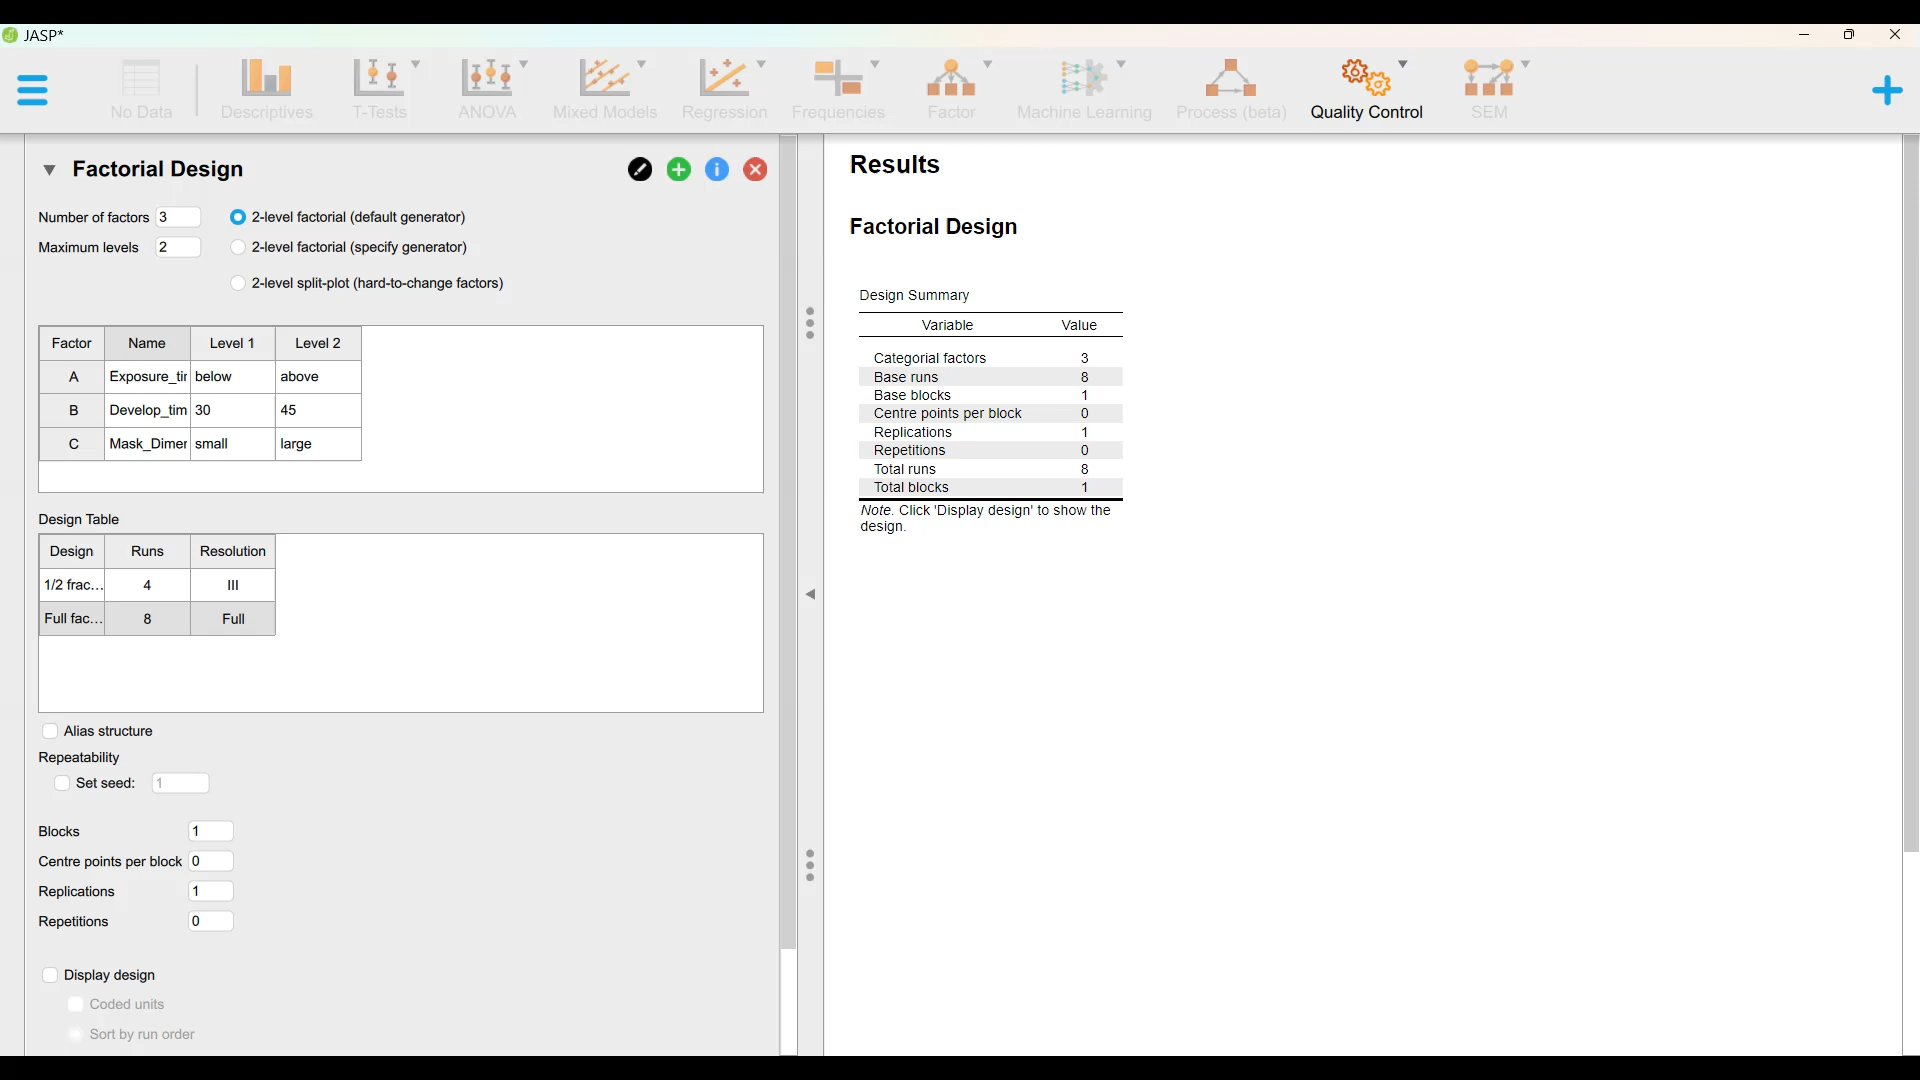 JASP*
No Data
Descriptives
T-Tests
ANOVA
Mixed Models
Regression
Frequencies
Factor
Machine Learning
Process (beta)
Quality Control
SEM
Factorial Design
Number of factors 3
2-level factorial (default generator)
Maximum levels 2
2-level factorial (specify generator)
2-level split-plot (hard-to-change factors)
Factor Name Level 1 Level 2
A Exposure_tir below above
B Develop_tim 30 45
C Mask_Dimer small large
Design Table
Design Runs Resolution
1/2 frac... 4 III
Full fac... 8 Full
Alias structure
Repeatability
Set seed: 1
Blocks 1
Centre points per block 0
Replications 1
Repetitions 0
Display design
Coded units
Sort by run order
Results
Factorial Design
Design Summary
Variable Value
Categorial factors 3
Base runs 8
Base blocks 1
Centre points per block 0
Replications 1
Repetitions 0
Total runs 8
Total blocks 1
Note. Click 'Display design' to show the
design.